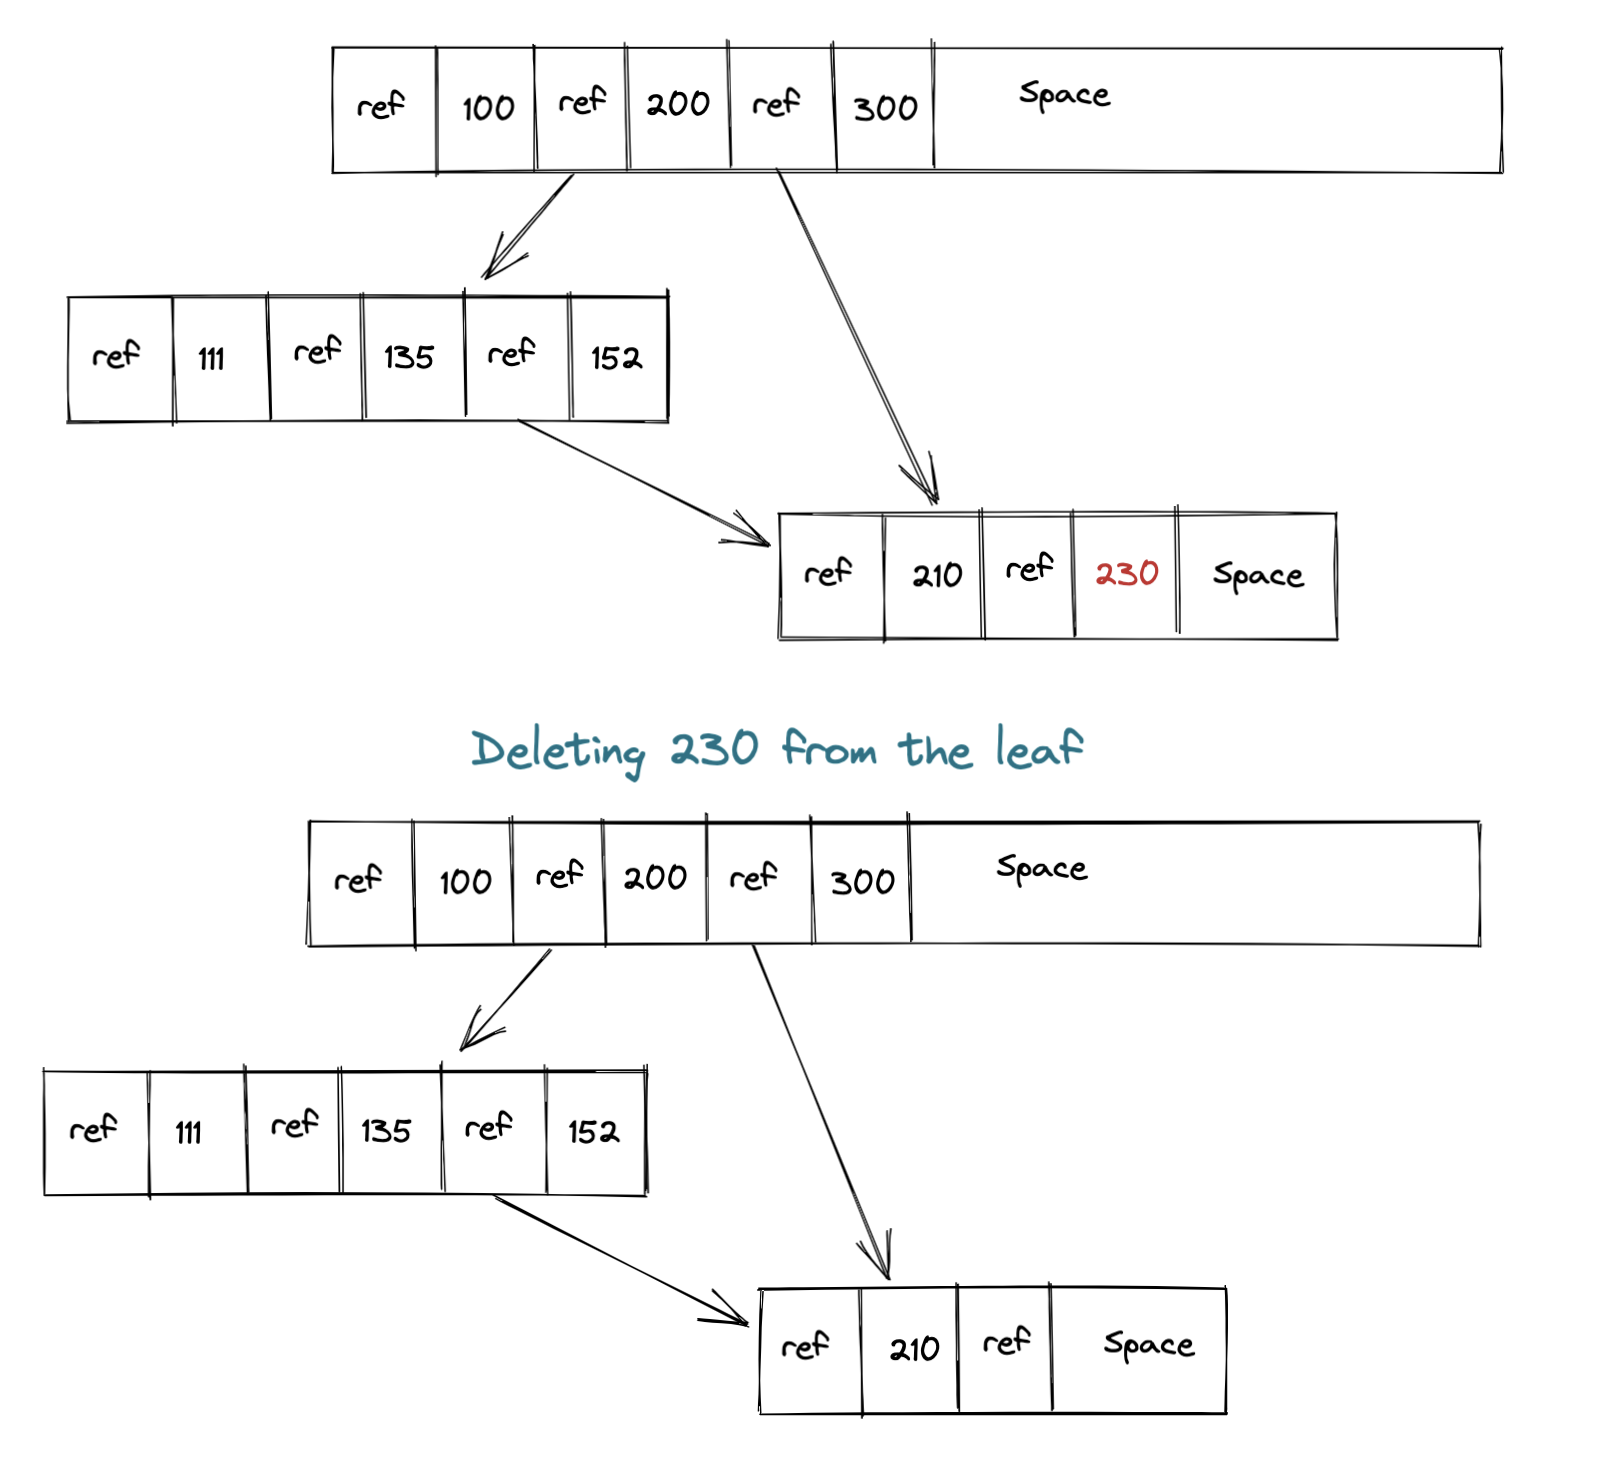 ref 100 ref 200 ref 300 Space
ref 111 ref 135 ref 152
ref 210 ref 230 Space
Deleting 230 from the leaf
ref 100 ref 200 ref 300 Space
ref 111 ref 135 ref 152
ref 210 ref Space